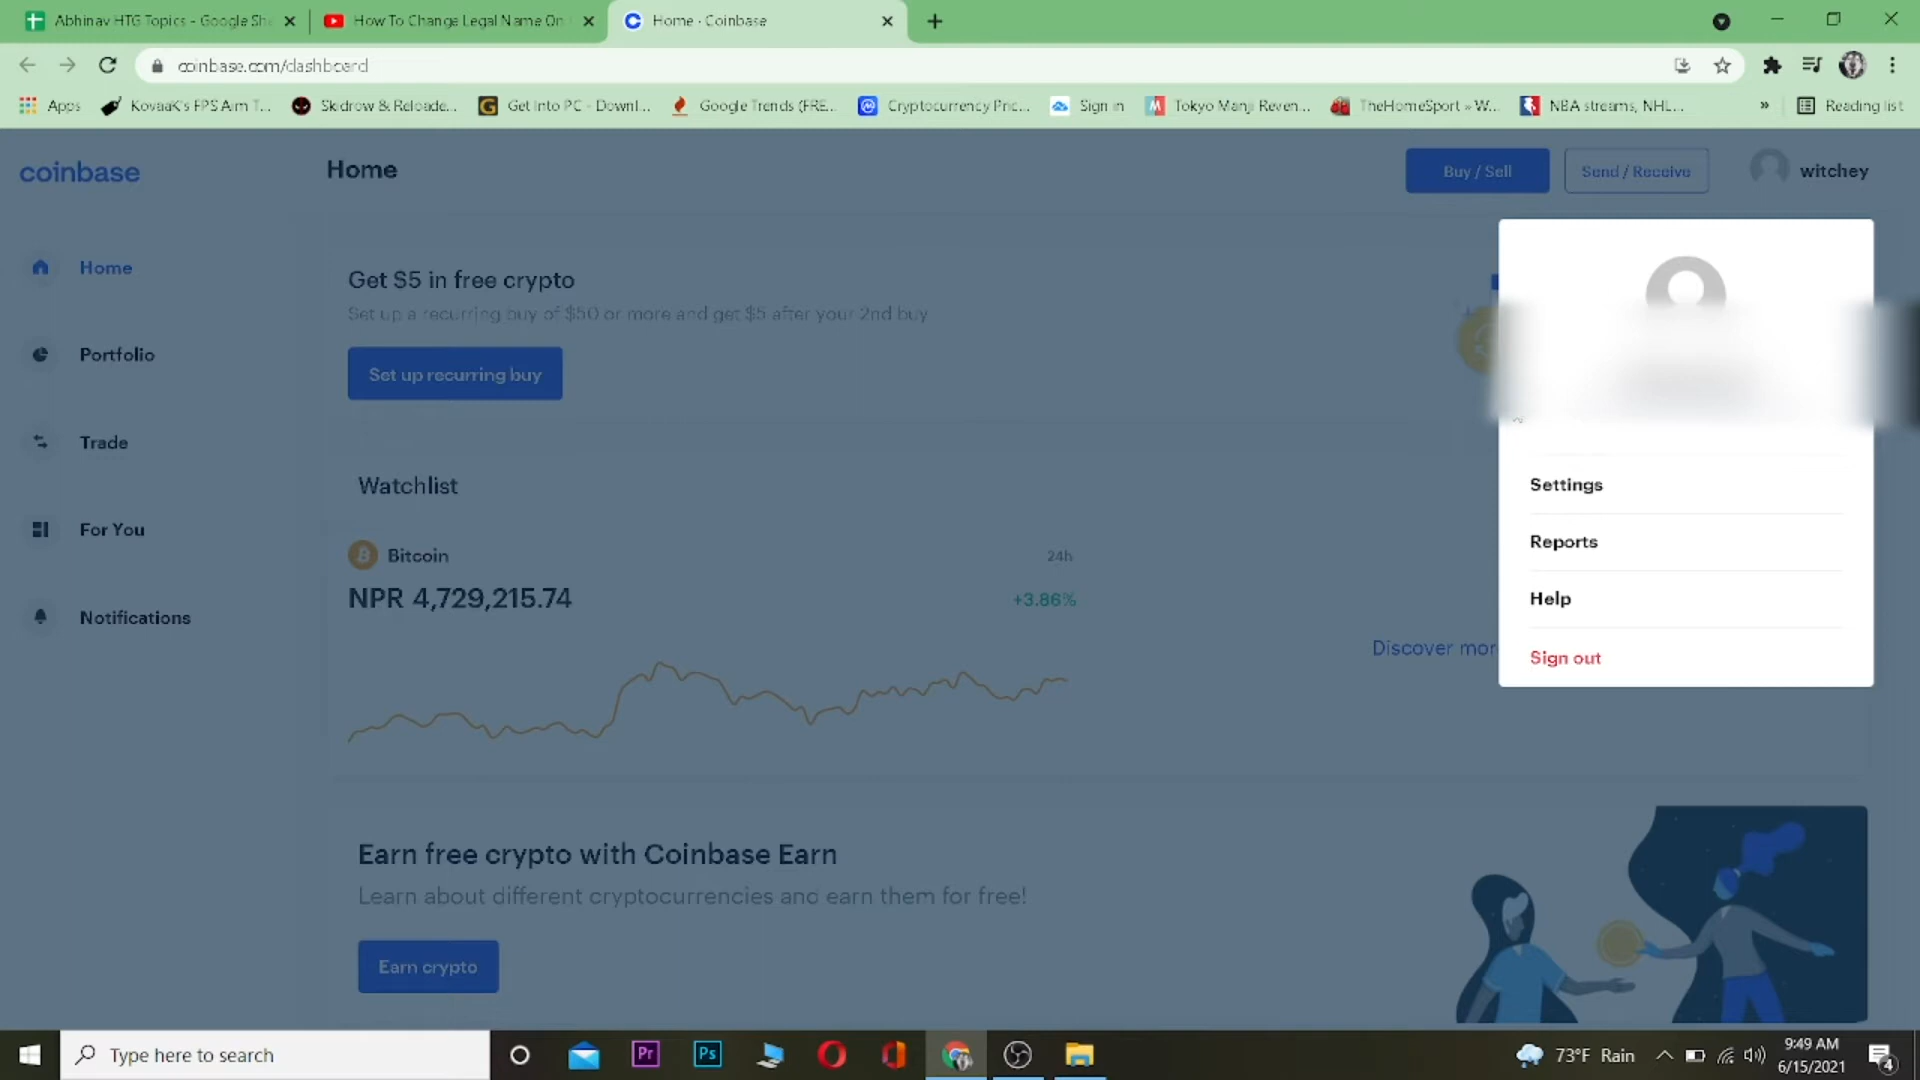 Abhinav HTG Topics - Google She
How To Change Legal Name On
Home - Coinbase
coinbase.com/dashboard
Apps
KovaaK's FPS Aim T...
Skidrow & Reloade...
Get Into PC - Downl...
Google Trends (FRE...
Cryptocurrency Pric...
Sign in
Tokyo Manji Reven...
TheHomeSport » W...
NBA streams, NHL...
»
Reading list
coinbase
Home
Buy / Sell
Send / Receive
witchey
Home
Portfolio
Trade
For You
Notifications
Get $5 in free crypto
Set up a recurring buy of $50 or more and get $5 after your 2nd buy
Set up recurring buy
Watchlist
Bitcoin
24h
NPR 4,729,215.74
+3.86%
Discover mor
Settings
Reports
Help
Sign out
Earn free crypto with Coinbase Earn
Learn about different cryptocurrencies and earn them for free!
Earn crypto
Type here to search
Pr
Ps
73°F Rain
9:49 AM
6/15/2021
4